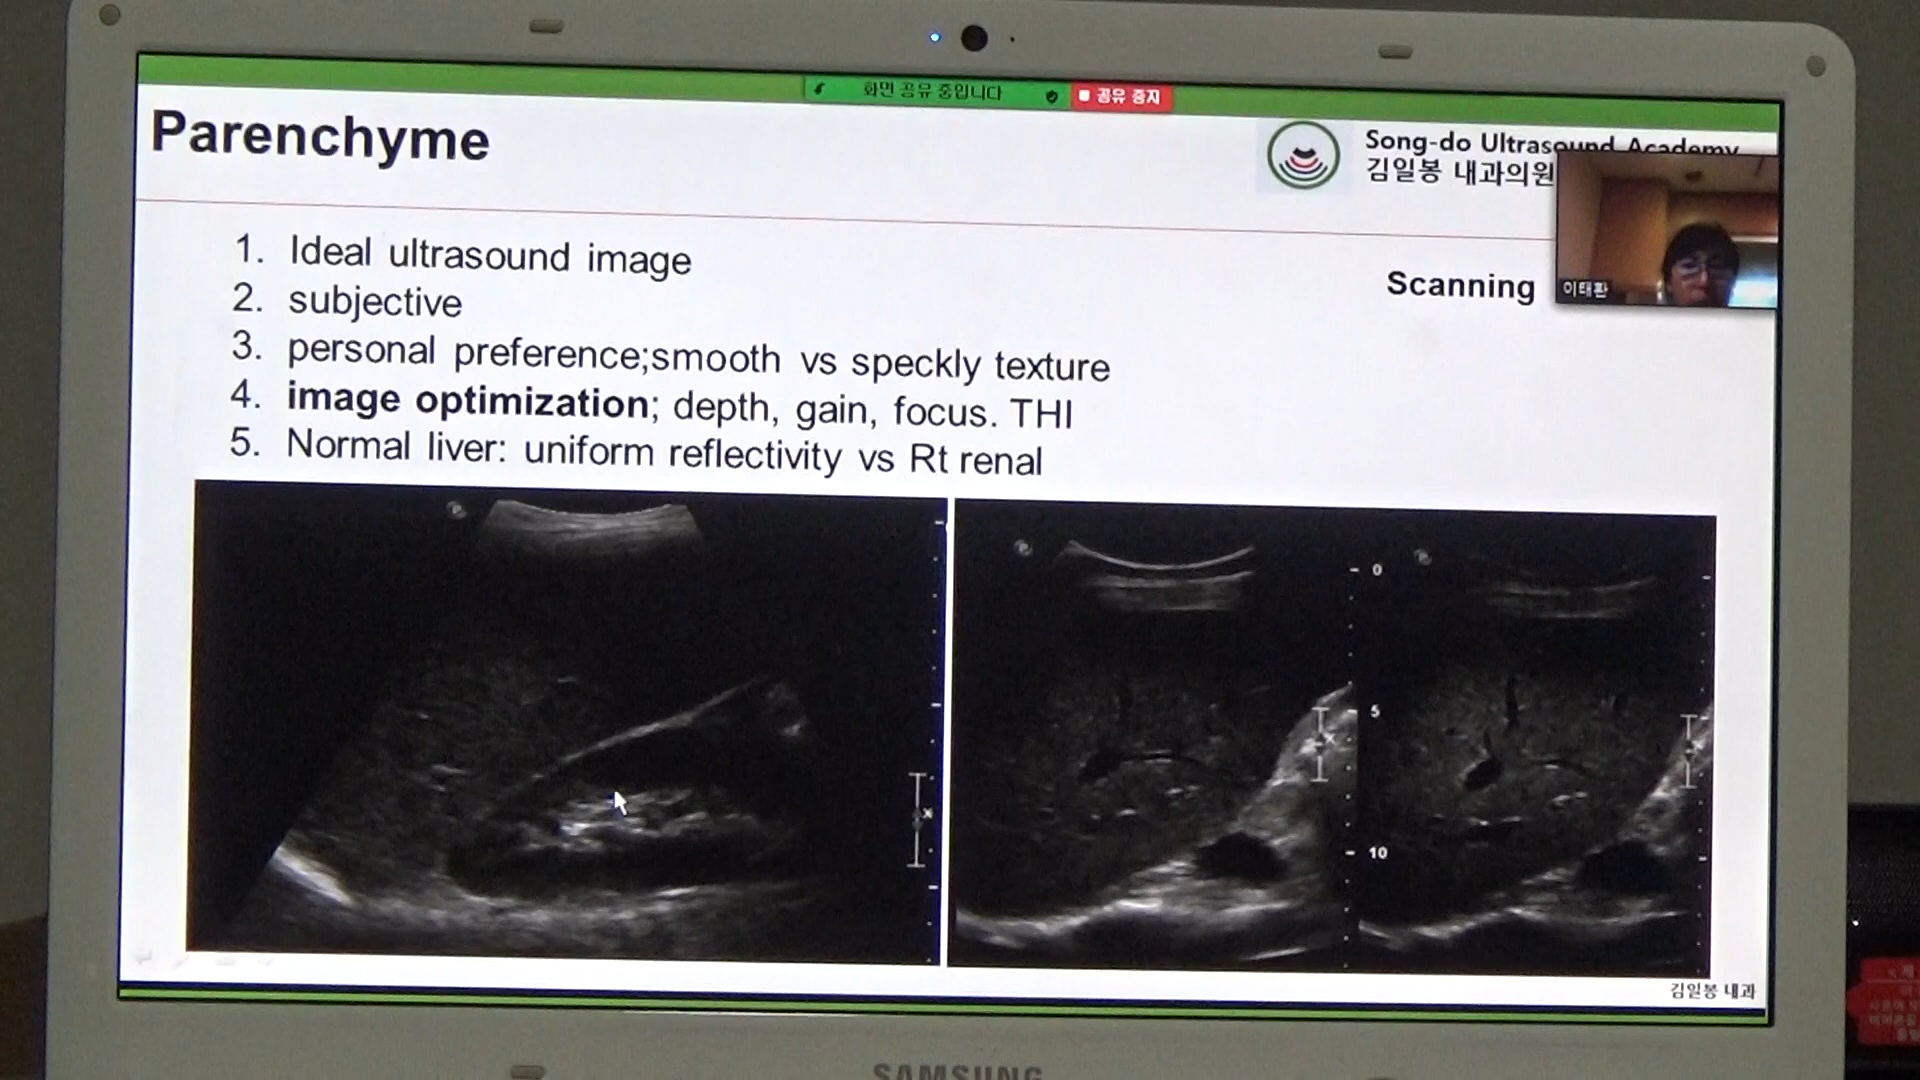 화면 공유 중입니다
공유 중지
Parenchyme
Song-do Ultrasound Academy
김일봉 내과의원
1. Ideal ultrasound image
2. subjective
3. personal preference;smooth vs speckly texture
4. image optimization; depth, gain, focus. THI
5. Normal liver: uniform reflectivity vs Rt renal
Scanning
이태환
0
5
10
김일봉 내과
SAMSUNG